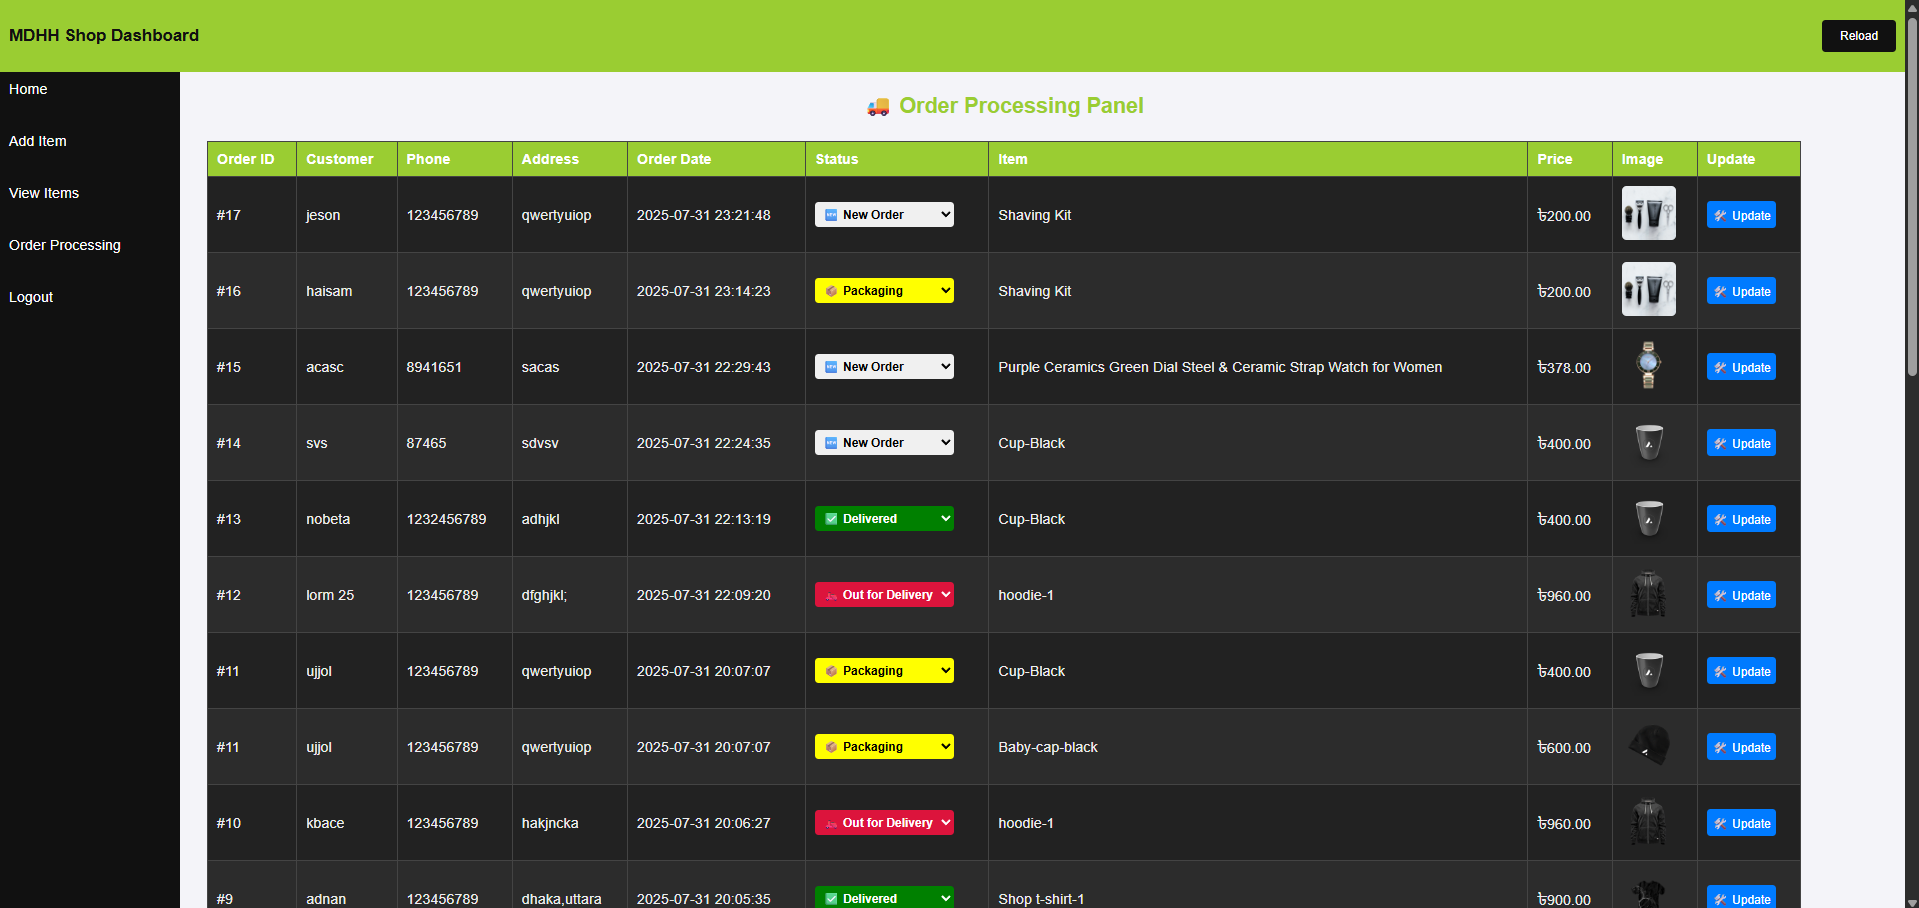 MDHH Shop Dashboard
Reload
Home
Add Item
View Items
Order Processing
Logout
Order Processing Panel
Order ID Customer Phone Address Order Date Status Item Price Image Update
#17 jeson 123456789 qwertyuiop 2025-07-31 23:21:48 NEW New Order Shaving Kit ৳200.00 Update
#16 haisam 123456789 qwertyuiop 2025-07-31 23:14:23 Packaging Shaving Kit ৳200.00 Update
#15 acasc 8941651 sacas 2025-07-31 22:29:43 NEW New Order Purple Ceramics Green Dial Steel & Ceramic Strap Watch for Women ৳378.00 Update
#14 svs 87465 sdvsv 2025-07-31 22:24:35 NEW New Order Cup-Black ৳400.00 Update
#13 nobeta 1232456789 adhjkl 2025-07-31 22:13:19 Delivered Cup-Black ৳400.00 Update
#12 lorm 25 123456789 dfghjkl; 2025-07-31 22:09:20 Out for Delivery hoodie-1 ৳960.00 Update
#11 ujjol 123456789 qwertyuiop 2025-07-31 20:07:07 Packaging Cup-Black ৳400.00 Update
#11 ujjol 123456789 qwertyuiop 2025-07-31 20:07:07 Packaging Baby-cap-black ৳600.00 Update
#10 kbace 123456789 hakjncka 2025-07-31 20:06:27 Out for Delivery hoodie-1 ৳960.00 Update
#9 adnan 123456789 dhaka,uttara 2025-07-31 20:05:35 Delivered Shop t-shirt-1 ৳900.00 Update